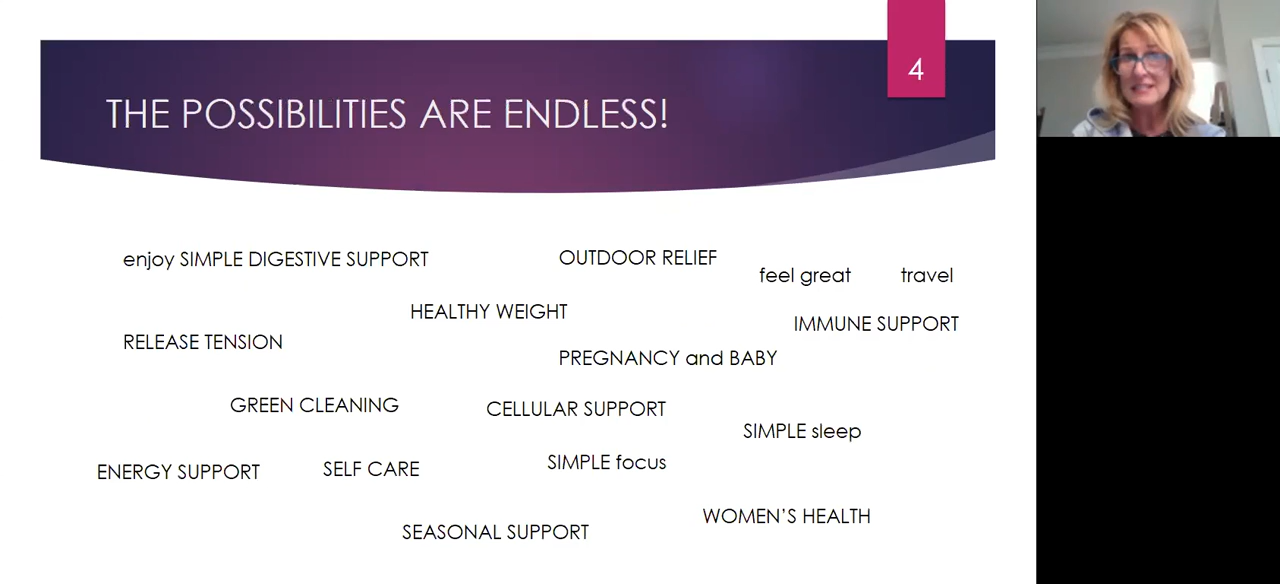 4
THE POSSIBILITIES ARE ENDLESS!
enjoy SIMPLE DIGESTIVE SUPPORT
OUTDOOR RELIEF
feel great
travel
HEALTHY WEIGHT
IMMUNE SUPPORT
RELEASE TENSION
PREGNANCY and BABY
GREEN CLEANING
CELLULAR SUPPORT
SIMPLE sleep
ENERGY SUPPORT
SELF CARE
SIMPLE focus
WOMEN'S HEALTH
SEASONAL SUPPORT